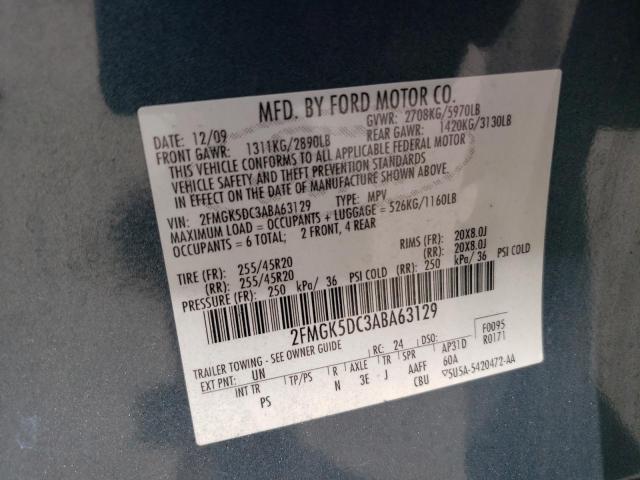 MFD. BY FORD MOTOR CO.
DATE: 12/09 GVWR: 2708KG/5970LB
FRONT GAWR: 1311KG/2890LB REAR GAWR: 1420KG/3130LB
THIS VEHICLE CONFORMS TO ALL APPLICABLE FEDERAL MOTOR
VEHICLE SAFETY AND THEFT PREVENTION STANDARDS
IN EFFECT ON THE DATE OF MANUFACTURE SHOWN ABOVE.
VIN: 2FMGK5DC3ABA63129 TYPE: MPV
MAXIMUM LOAD = OCCUPANTS + LUGGAGE = 526KG/1160LB
OCCUPANTS = 6 TOTAL; 2 FRONT, 4 REAR
TIRE (FR): 255/45R20 RIMS (FR): 20X8.0J
(RR): 255/45R20 (RR): 20X8.0J
PRESSURE (FR): 250 kPa/ 36 PSI COLD (RR): 250 kPa/ 36 PSI COLD
2FMGK5DC3ABA63129
TRAILER TOWING - SEE OWNER GUIDE
EXT PNT: UN RC: 24 DSO: AP31D F0095
R0171
INT TR TP/PS R AXLE TR SPR 60A
PS N 3E J AAFF CBU 5U5A-5420472-AA